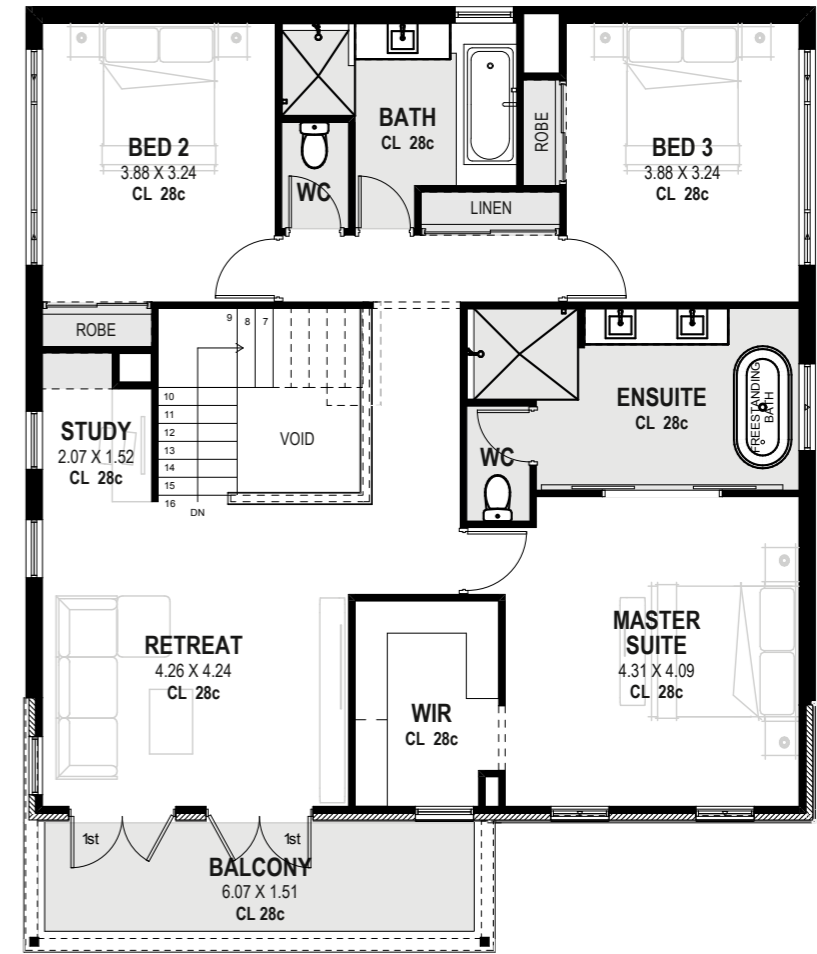 BED 2
3.88 X 3.24
CL 28c
BATH
CL 28c
WC
ROBE
LINEN
BED 3
3.88 X 3.24
CL 28c
ROBE
9
8
7
10
11
12
13
14
15
16
DN
VOID
STUDY
2.07 X 1.52
CL 28c
ENSUITE
CL 28c
FREESTANDING
BATH
WC
RETREAT
4.26 X 4.24
CL 28c
WIR
CL 28c
MASTER
SUITE
4.31 X 4.09
CL 28c
1st
1st
BALCONY
6.07 X 1.51
CL 28c